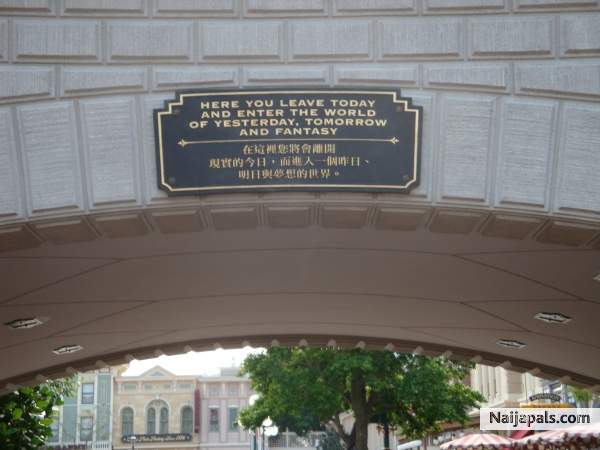 HERE YOU LEAVE TODAY
AND ENTER THE WORLD
OF YESTERDAY, TOMORROW
AND FANTASY
在這裡您將會離開
現實的今日，而進入一個昨日、
明日與夢想的世界。
Naijapals.com